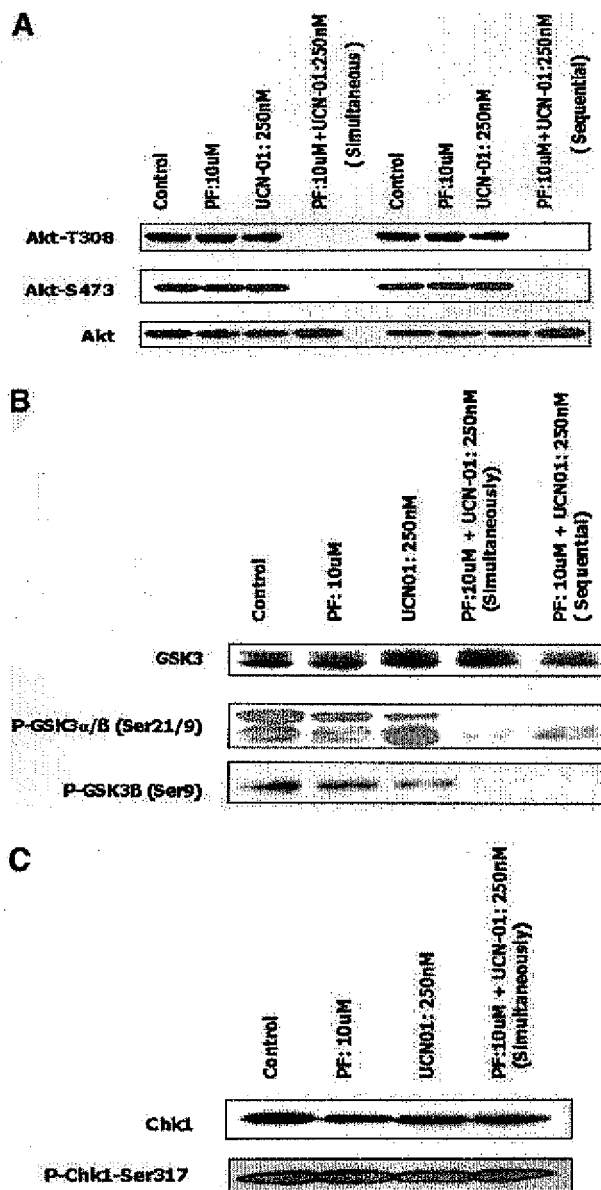 A
Control
PF:10uM
UCN-01: 250nM
PF:10uM+UCN-01:250nM
(Simultaneous)
Control
PF:10uM
UCN-01: 250nM
PF:10uM+UCN-01:250nM
(Sequential)
Akt-T308
Akt-S473
Akt
B
Control
PF: 10uM
UCN01: 250nM
PF:10uM + UCN-01: 250nM
(Simultaneously)
PF: 10uM + UCN01: 250nM
(Sequential)
GSK3
P-GSK3α/β (Ser21/9)
P-GSK3β (Ser9)
C
Control
PF: 10uM
UCN01: 250nM
PF:10uM + UCN-01: 250nM
(Simultaneously)
Chk1
P-Chk1-Ser317